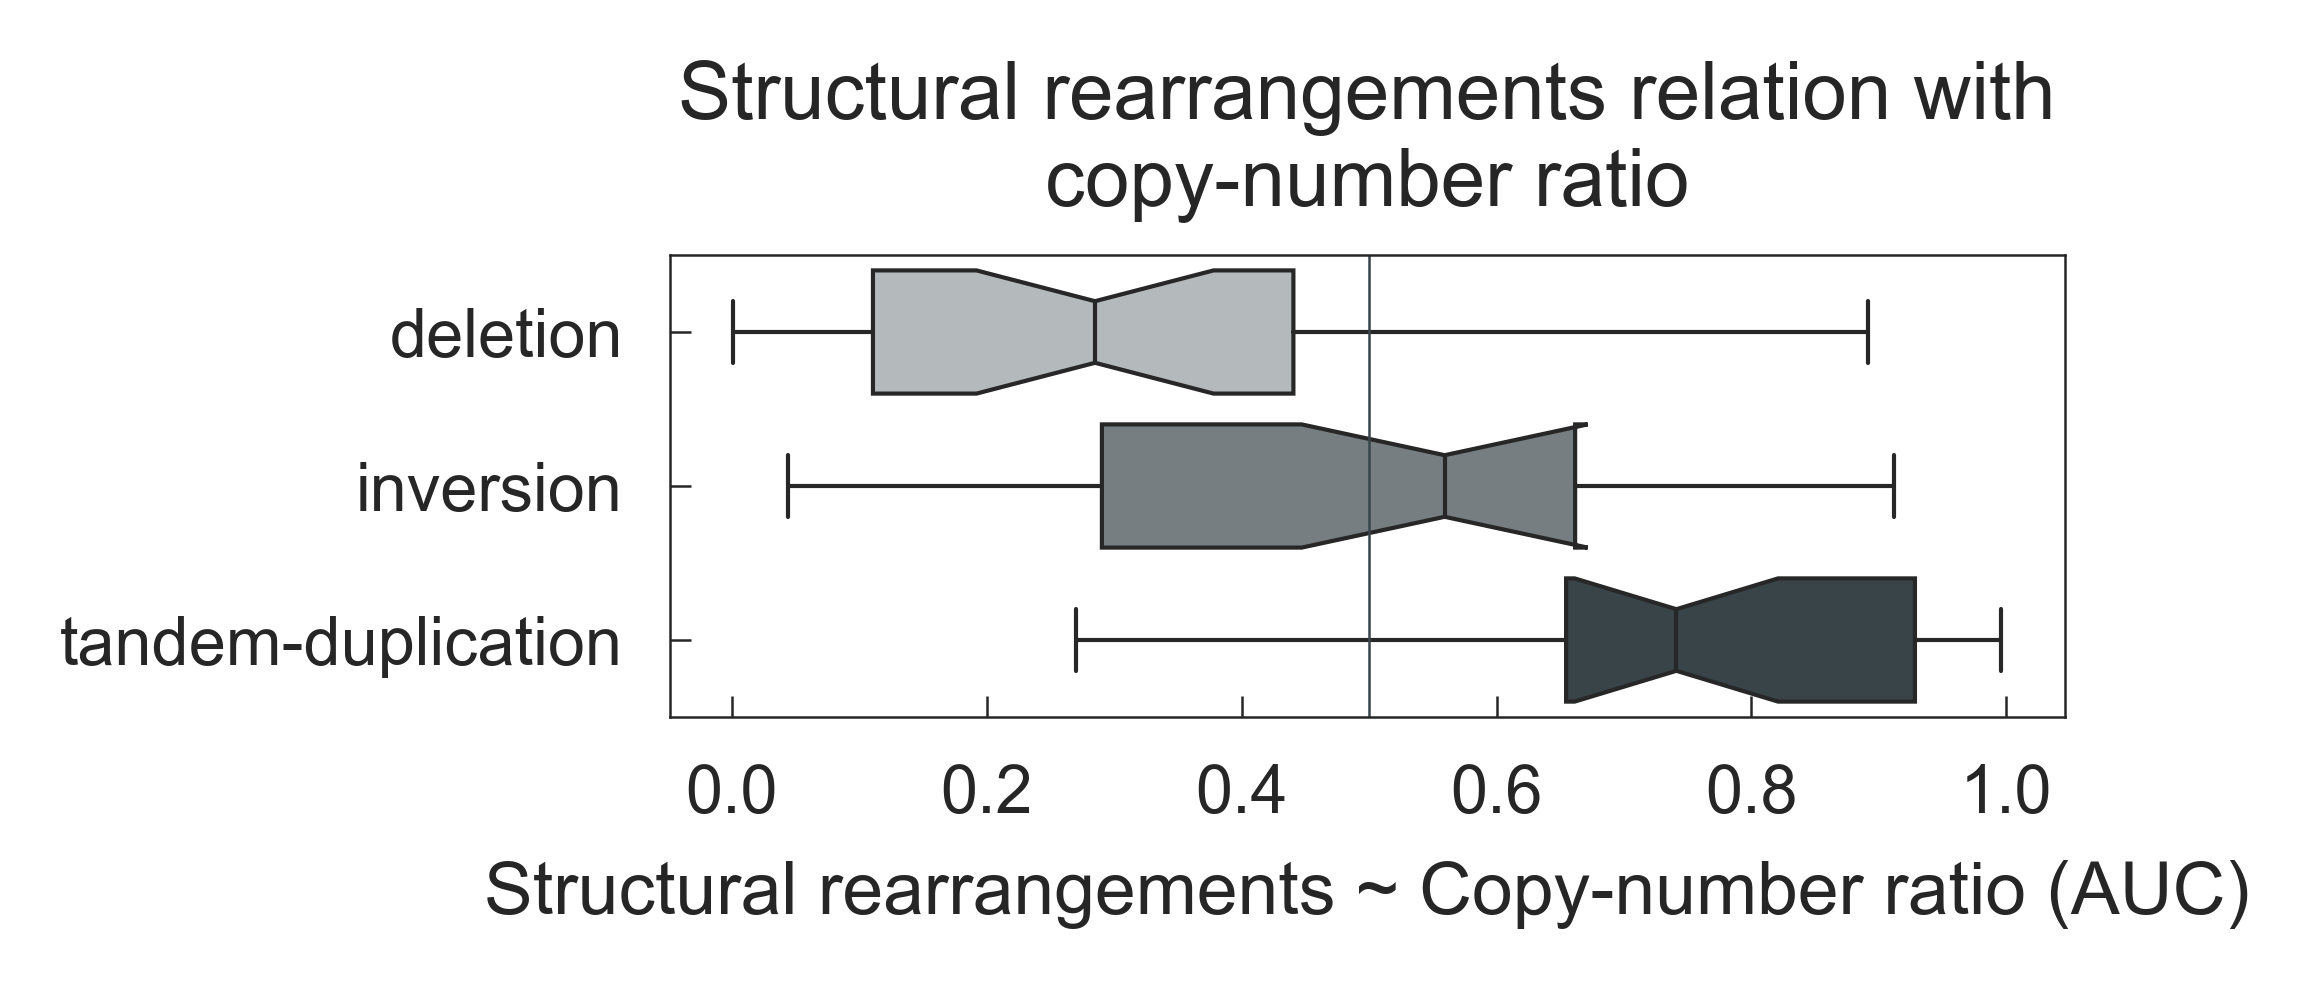 Structural rearrangements relation with
copy-number ratio
deletion
inversion
tandem-duplication
0.0 0.2 0.4 0.6 0.8 1.0
Structural rearrangements ~ Copy-number ratio (AUC)